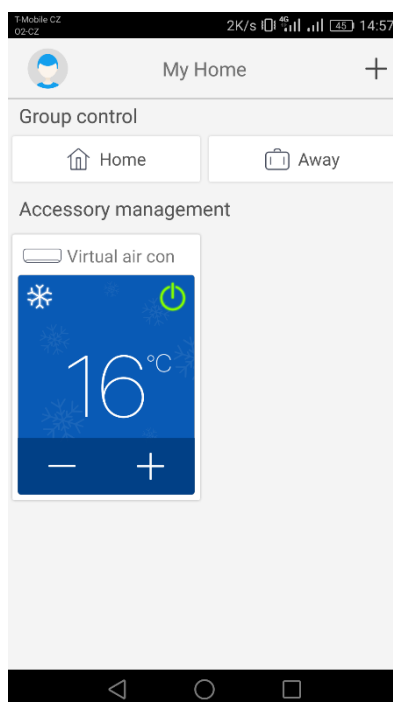 T-Mobile CZ
O2-CZ
2K/s 4G 45 14:57
My Home
Group control
Home Away
Accessory management
Virtual air con
16 °C